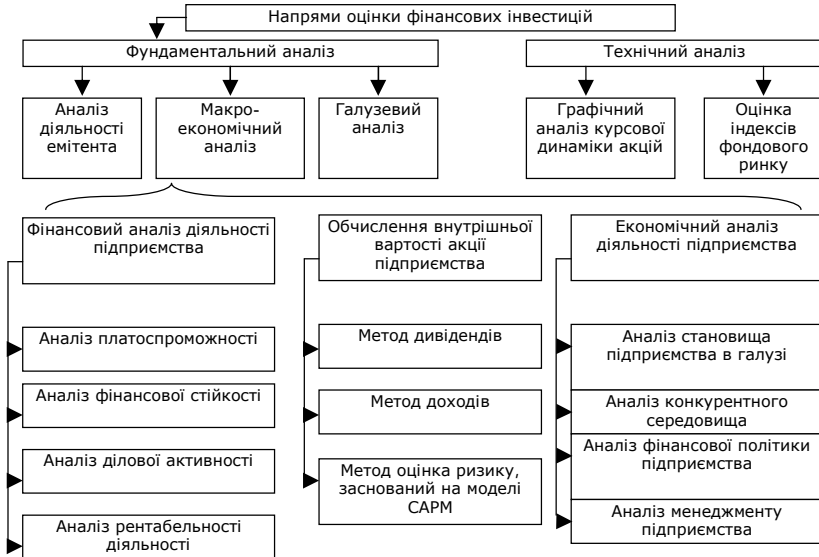 Напрями оцінки фінансових інвестицій
Фундаментальний аналіз
Технічний аналіз
Аналіз
діяльності
емітента
Макро-
економічний
аналіз
Галузевий
аналіз
Графічний
аналіз курсової
динаміки акцій
Оцінка
індексів
фондового
ринку
Фінансовий аналіз діяльності
підприємства
Обчислення внутрішньої
вартості акції
підприємства
Економічний аналіз
діяльності підприємства
Аналіз платоспроможності
Аналіз фінансової стійкості
Аналіз ділової активності
Аналіз рентабельності
діяльності
Метод дивідендів
Метод доходів
Метод оцінка ризику,
заснований на моделі
САРМ
Аналіз становища
підприємства в галузі
Аналіз конкурентного
середовища
Аналіз фінансової політики
підприємства
Аналіз менеджменту
підприємства